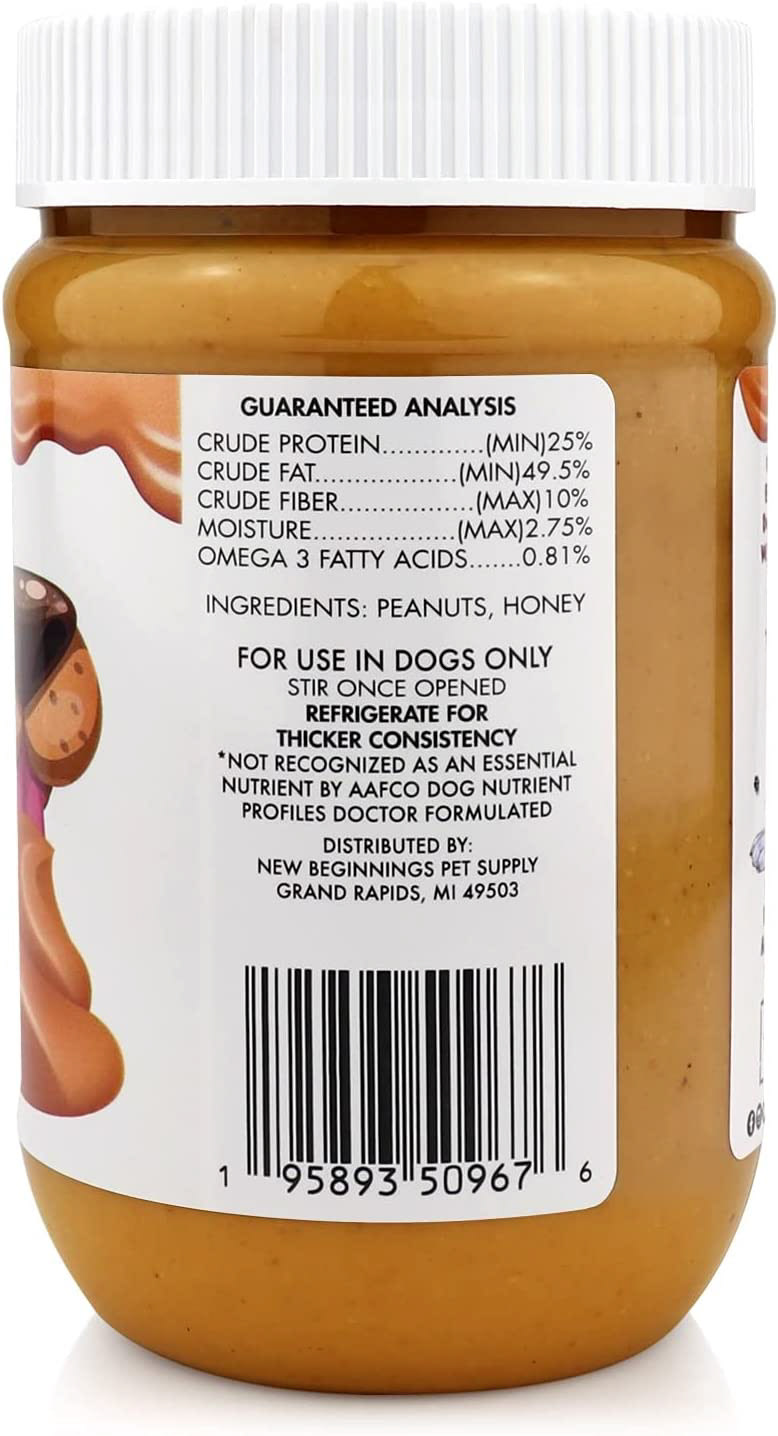 GUARANTEED ANALYSIS
CRUDE PROTEIN.............(MIN)25%
CRUDE FAT..................(MIN)49.5%
CRUDE FIBER.................(MAX)10%
MOISTURE..................(MAX)2.75%
OMEGA 3 FATTY ACIDS.......0.81%
INGREDIENTS: PEANUTS, HONEY
FOR USE IN DOGS ONLY
STIR ONCE OPENED
REFRIGERATE FOR
THICKER CONSISTENCY
*NOT RECOGNIZED AS AN ESSENTIAL
NUTRIENT BY AAFCO DOG NUTRIENT
PROFILES DOCTOR FORMULATED
DISTRIBUTED BY:
NEW BEGINNINGS PET SUPPLY
GRAND RAPIDS, MI 49503
1 95893 50967 6